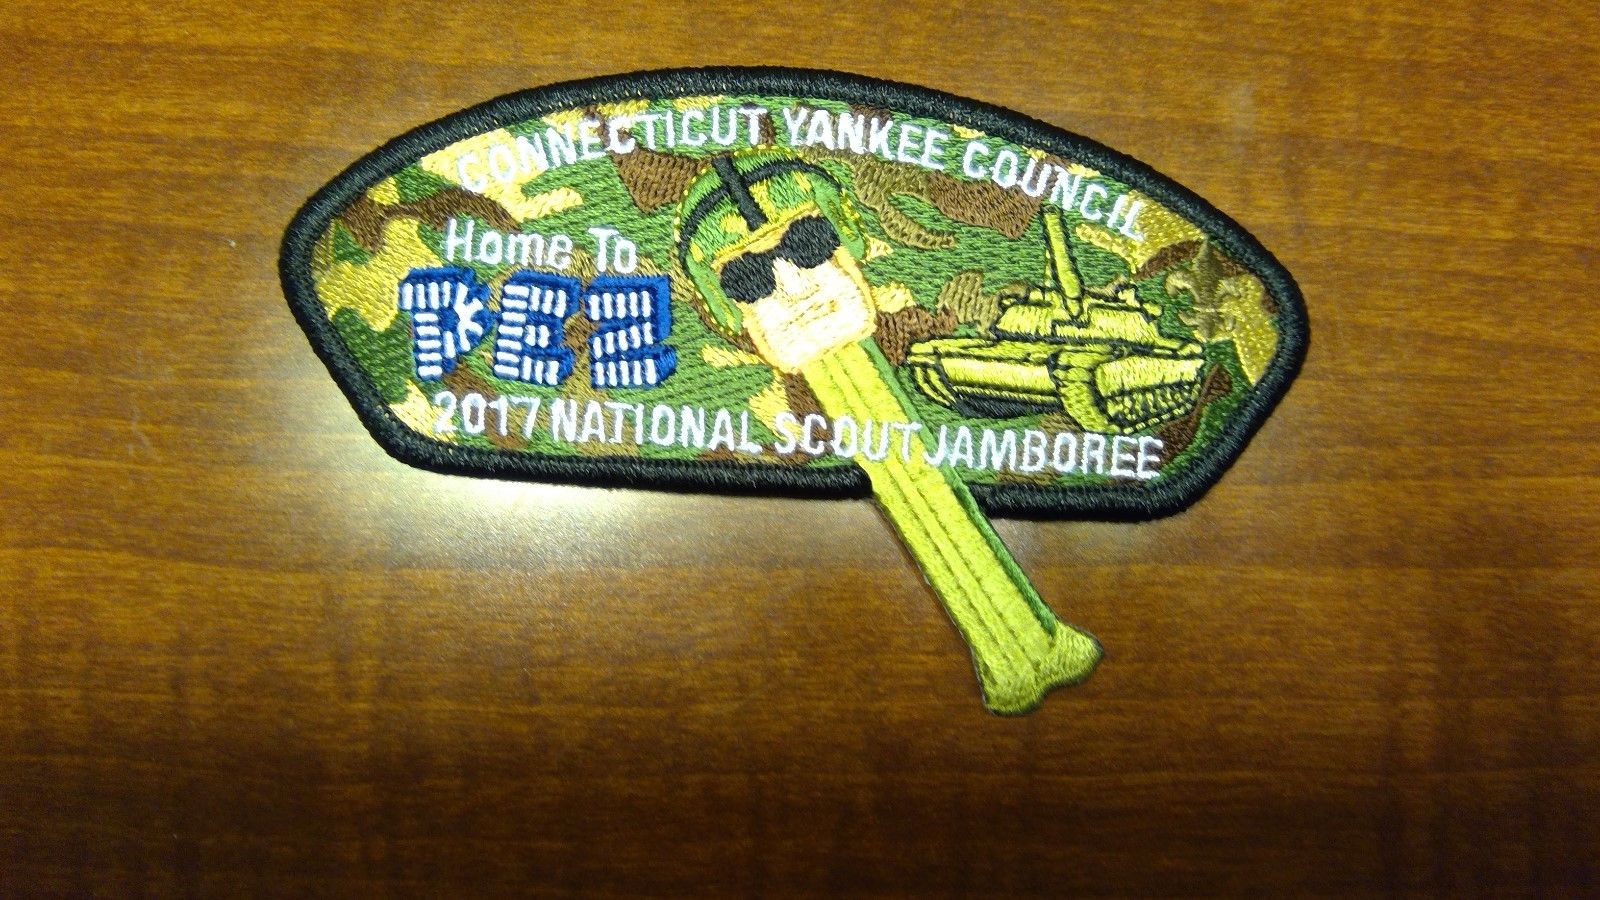 CONNECTICUT YANKEE COUNCIL
Home To
PEZ
2017 NATIONAL SCOUT JAMBOREE